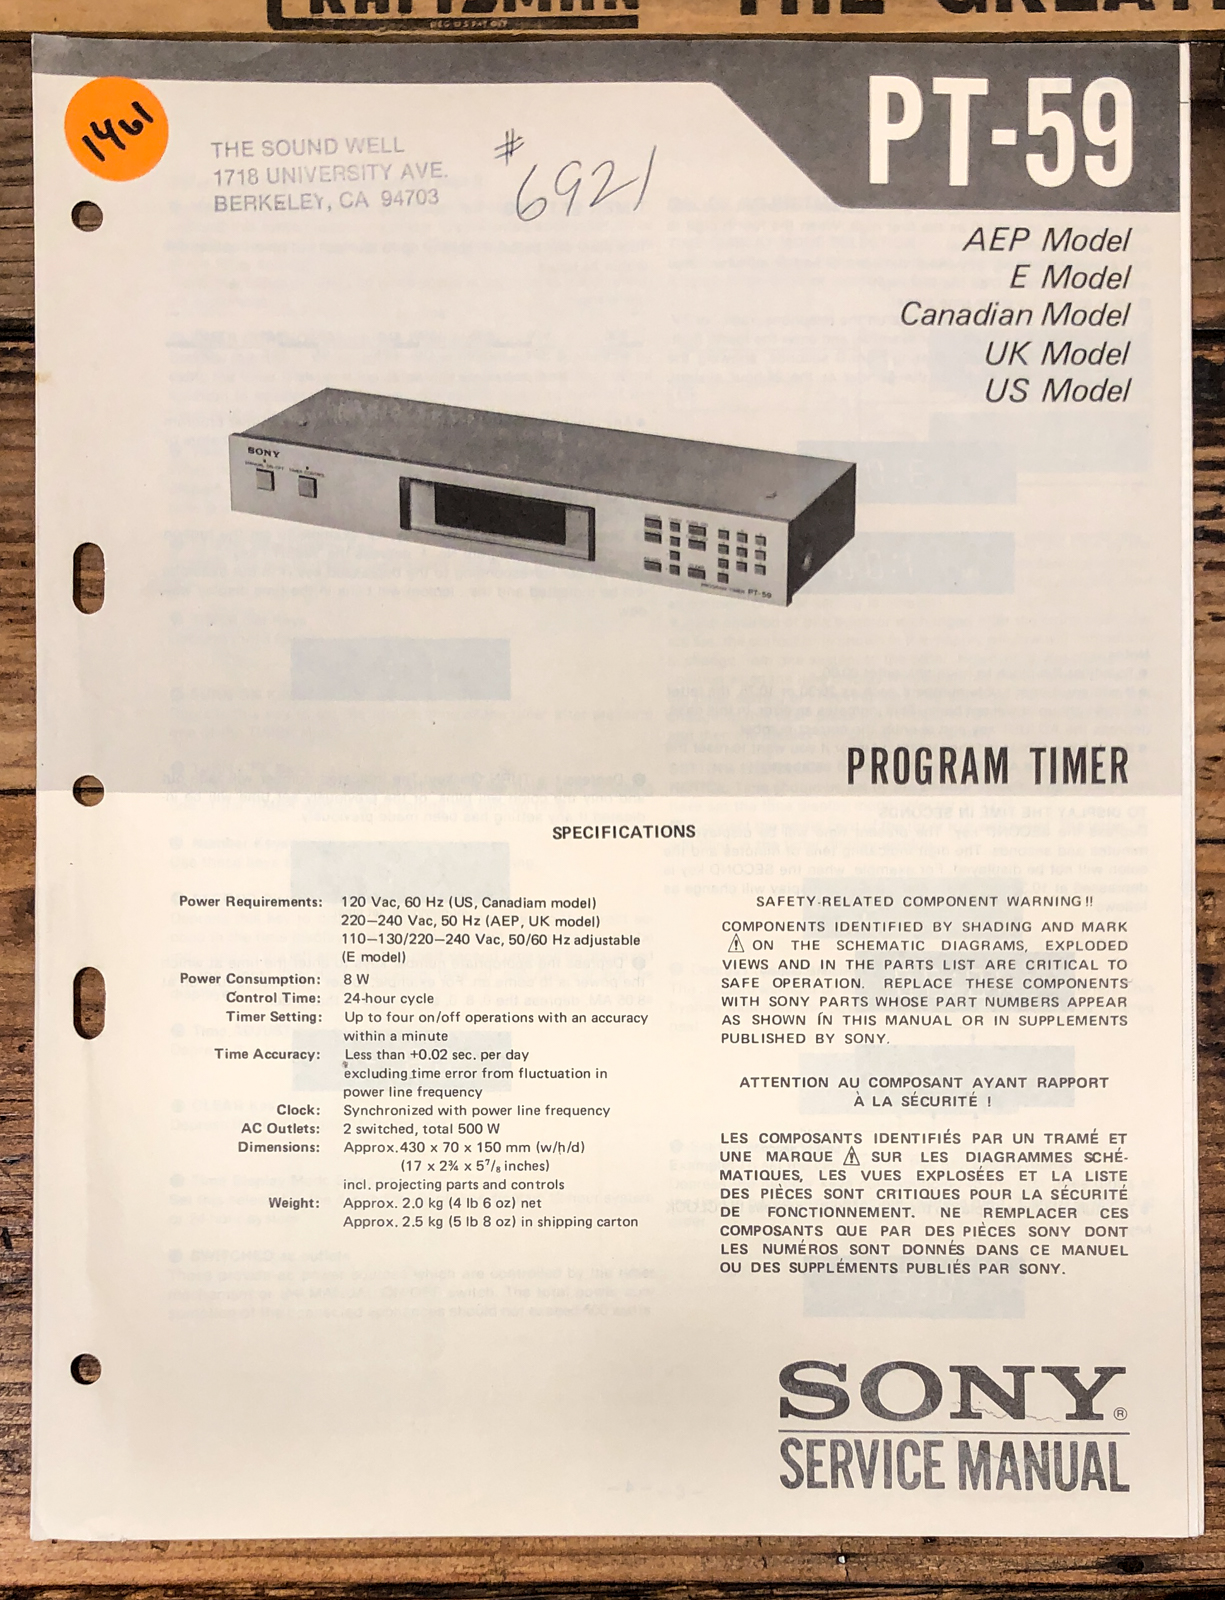 CRAFTSMAN
THE GREAT
REG US PAT OFF
1461
THE SOUND WELL
1718 UNIVERSITY AVE.
BERKELEY, CA 94703
#
6921
PT-59
AEP Model
E Model
Canadian Model
UK Model
US Model
SONY
PT-59
PROGRAM TIMER
SPECIFICATIONS
Power Requirements: 120 Vac, 60 Hz (US, Canadiam model)
220–240 Vac, 50 Hz (AEP, UK model)
110–130/220–240 Vac, 50/60 Hz adjustable
(E model)
Power Consumption: 8 W
Control Time: 24-hour cycle
Timer Setting: Up to four on/off operations with an accuracy
within a minute
Time Accuracy: Less than +0.02 sec. per day
excluding time error from fluctuation in
power line frequency
Clock: Synchronized with power line frequency
AC Outlets: 2 switched, total 500 W
Dimensions: Approx. 430 x 70 x 150 mm (w/h/d)
(17 x 2¾ x 5⅞ inches)
incl. projecting parts and controls
Weight: Approx. 2.0 kg (4 lb 6 oz) net
Approx. 2.5 kg (5 lb 8 oz) in shipping carton
SAFETY-RELATED COMPONENT WARNING!!
COMPONENTS IDENTIFIED BY SHADING AND MARK
⚠ ON THE SCHEMATIC DIAGRAMS, EXPLODED
VIEWS AND IN THE PARTS LIST ARE CRITICAL TO
SAFE OPERATION. REPLACE THESE COMPONENTS
WITH SONY PARTS WHOSE PART NUMBERS APPEAR
AS SHOWN IN THIS MANUAL OR IN SUPPLEMENTS
PUBLISHED BY SONY.
ATTENTION AU COMPOSANT AYANT RAPPORT
À LA SÉCURITÉ !
LES COMPOSANTS IDENTIFIÉS PAR UN TRAMÉ ET
UNE MARQUE ⚠ SUR LES DIAGRAMMES SCHÉ-
MATIQUES, LES VUES EXPLOSÉES ET LA LISTE
DES PIÈCES SONT CRITIQUES POUR LA SÉCURITÉ
DE FONCTIONNEMENT. NE REMPLACER CES
COMPOSANTS QUE PAR DES PIÈCES SONY DONT
LES NUMÉROS SONT DONNÉS DANS CE MANUEL
OU DES SUPPLÉMENTS PUBLIÉS PAR SONY.
SONY®
SERVICE MANUAL